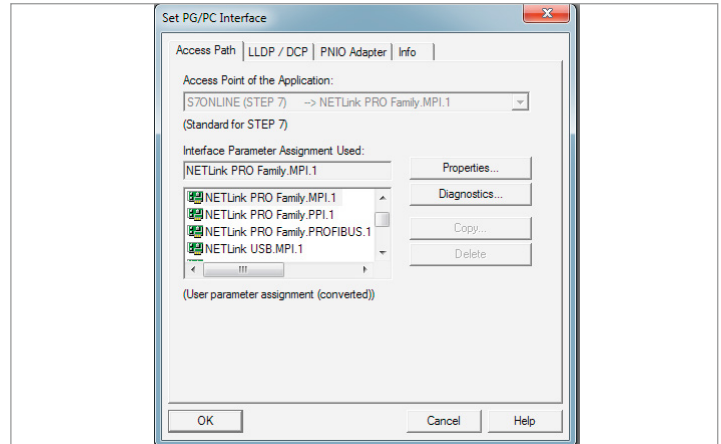 Set PG/PC Interface
Access Path LLDP / DCP PNIO Adapter Info
Access Point of the Application:
S7ONLINE (STEP 7) --> NETLink PRO Family.MPI.1
(Standard for STEP 7)
Interface Parameter Assignment Used:
NETLink PRO Family.MPI.1
Properties...
NETLink PRO Family.MPI.1
Diagnostics...
NETLink PRO Family.PPI.1
NETLink PRO Family.PROFIBUS.1
Copy...
NETLink USB.MPI.1
Delete
(User parameter assignment (converted))
OK Cancel Help